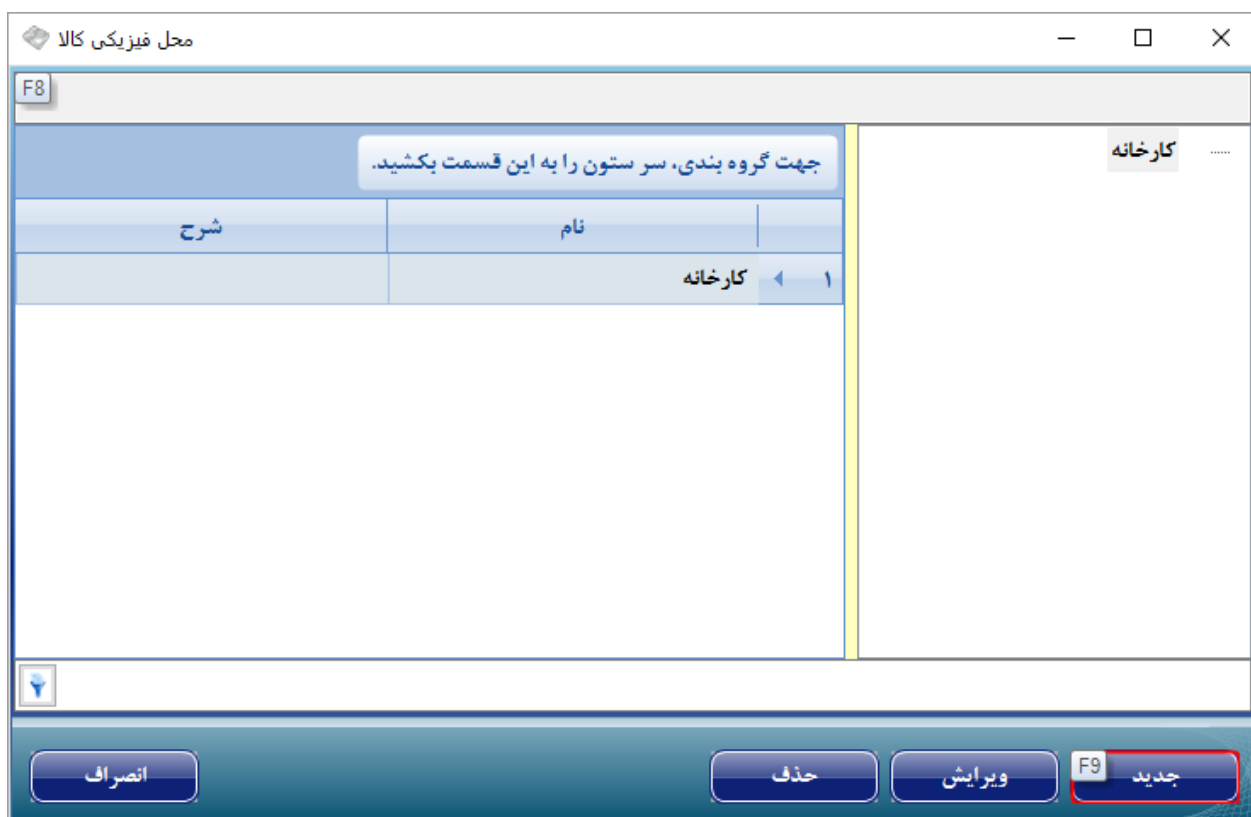 محل فیزیکی کالا
F8
کارخانه
جهت گروه بندی، سر ستون را به این قسمت بکشید.
نام شرح
۱ کارخانه
جدید F9 ویرایش حذف انصراف